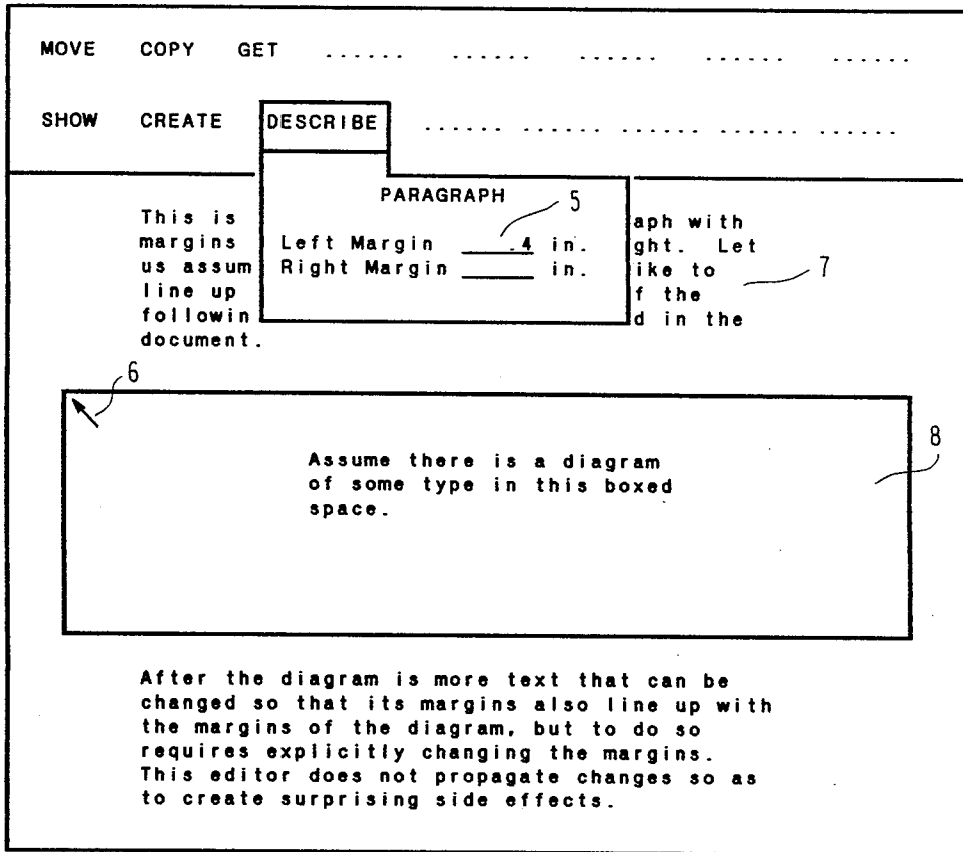 MOVE COPY GET ...... ...... ...... ...... ......
SHOW CREATE DESCRIBE ...... ...... ...... ......
PARAGRAPH 5
This is aph with
margins Left Margin .4 in. ght. Let
us assum Right Margin in. ike to 7
line up f the
followin d in the
document.
6
8
Assume there is a diagram
of some type in this boxed
space.
After the diagram is more text that can be
changed so that its margins also line up with
the margins of the diagram, but to do so
requires explicitly changing the margins.
This editor does not propagate changes so as
to create surprising side effects.